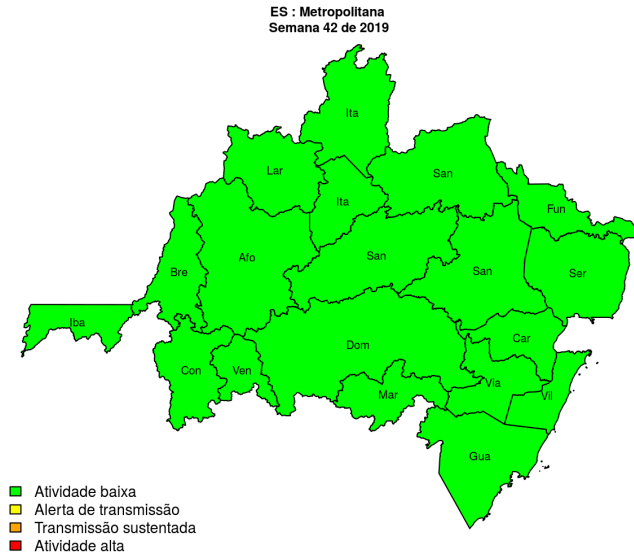 ES : Metropolitana
Semana 42 de 2019
Ita
Lar
San
Ita
Fun
Afo
San
San
Bre
Ser
Iba
Car
Dom
Con
Ven
Via
Mar
Vil
Gua
Atividade baixa
Alerta de transmissão
Transmissão sustentada
Atividade alta